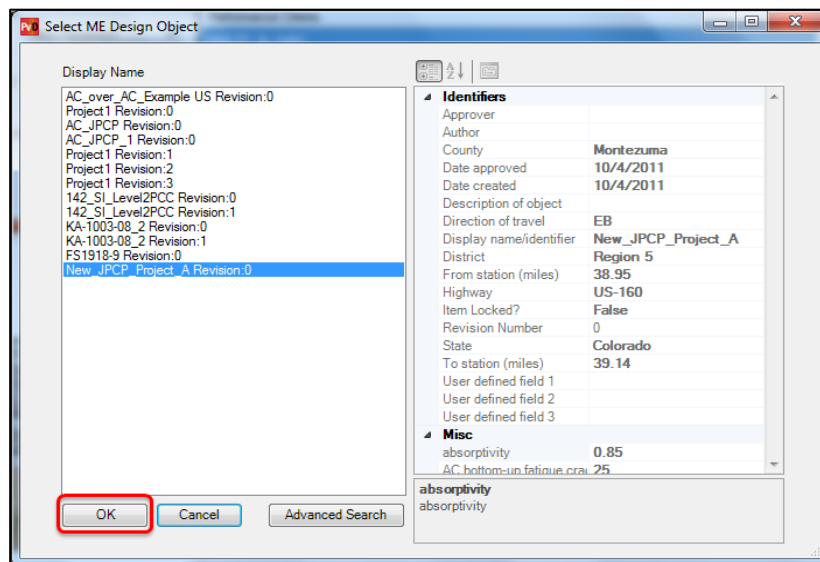 PvD Select ME Design Object
Display Name
AC_over_AC_Example US Revision:0
Project1 Revision:0
AC_JPCP Revision:0
AC_JPCP_1 Revision:0
Project1 Revision:1
Project1 Revision:2
Project1 Revision:3
142_SI_Level2PCC Revision:0
142_SI_Level2PCC Revision:1
KA-1003-08_2 Revision:0
KA-1003-08_2 Revision:1
FS1918-9 Revision:0
New_JPCP_Project_A Revision:0
OK Cancel Advanced Search
Identifiers
Approver
Author
County Montezuma
Date approved 10/4/2011
Date created 10/4/2011
Description of object
Direction of travel EB
Display name/identifier New_JPCP_Project_A
District Region 5
From station (miles) 38.95
Highway US-160
Item Locked? False
Revision Number 0
State Colorado
To station (miles) 39.14
User defined field 1
User defined field 2
User defined field 3
Misc
absorptivity 0.85
AC bottom-up fatigue crac 25
absorptivity
absorptivity